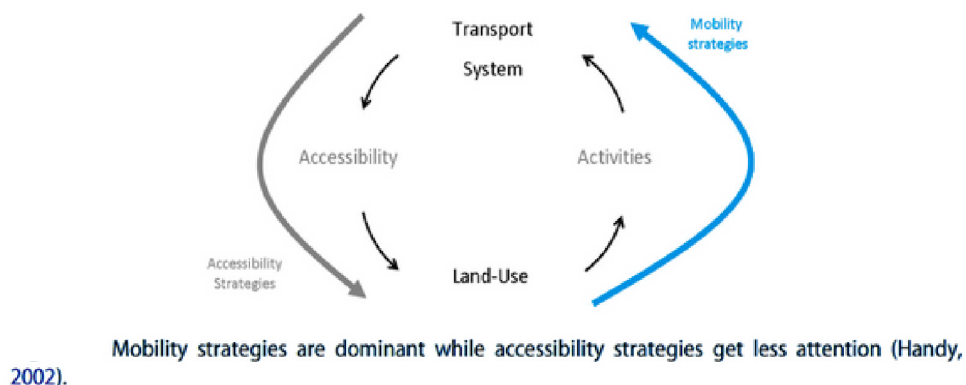 Transport
System
Mobility
strategies
Accessibility
Activities
Accessibility
Strategies
Land-Use
Mobility strategies are dominant while accessibility strategies get less attention (Handy,
2002).